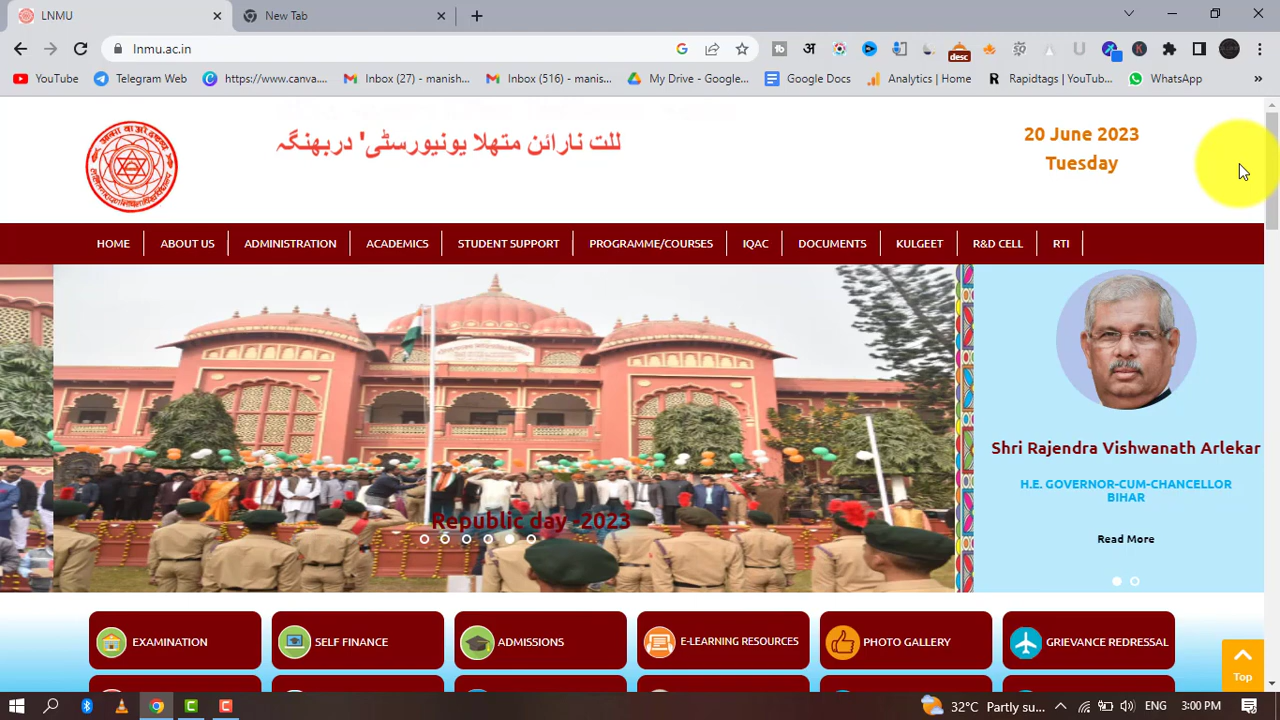 LNMU
New Tab
lnmu.ac.in
YouTube
Telegram Web
https://www.canva....
Inbox (27) - manish...
Inbox (516) - manis...
My Drive - Google...
Google Docs
Analytics | Home
Rapidtags | YouTub...
WhatsApp
desc
للت نارائن متھلا یونیورسٹی' دربھنگہ
20 June 2023
Tuesday
HOME
ABOUT US
ADMINISTRATION
ACADEMICS
STUDENT SUPPORT
PROGRAMME/COURSES
IQAC
DOCUMENTS
KULGEET
R&D CELL
RTI
Republic day -2023
Shri Rajendra Vishwanath Arlekar
H.E. GOVERNOR-CUM-CHANCELLOR
BIHAR
Read More
EXAMINATION
SELF FINANCE
ADMISSIONS
E-LEARNING RESOURCES
PHOTO GALLERY
GRIEVANCE REDRESSAL
Top
32°C Partly su...
ENG
3:00 PM